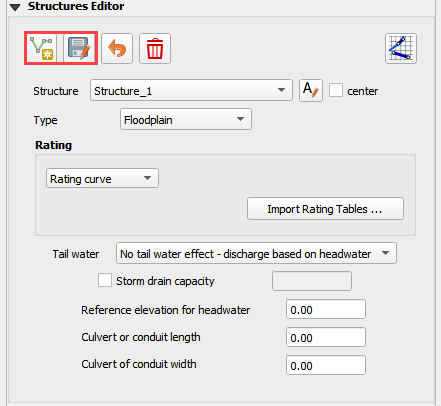 Structures Editor
Structure Structure_1 A center
Type Floodplain
Rating
Rating curve
Import Rating Tables ...
Tail water No tail water effect - discharge based on headwater
Storm drain capacity
Reference elevation for headwater 0.00
Culvert or conduit length 0.00
Culvert of conduit width 0.00